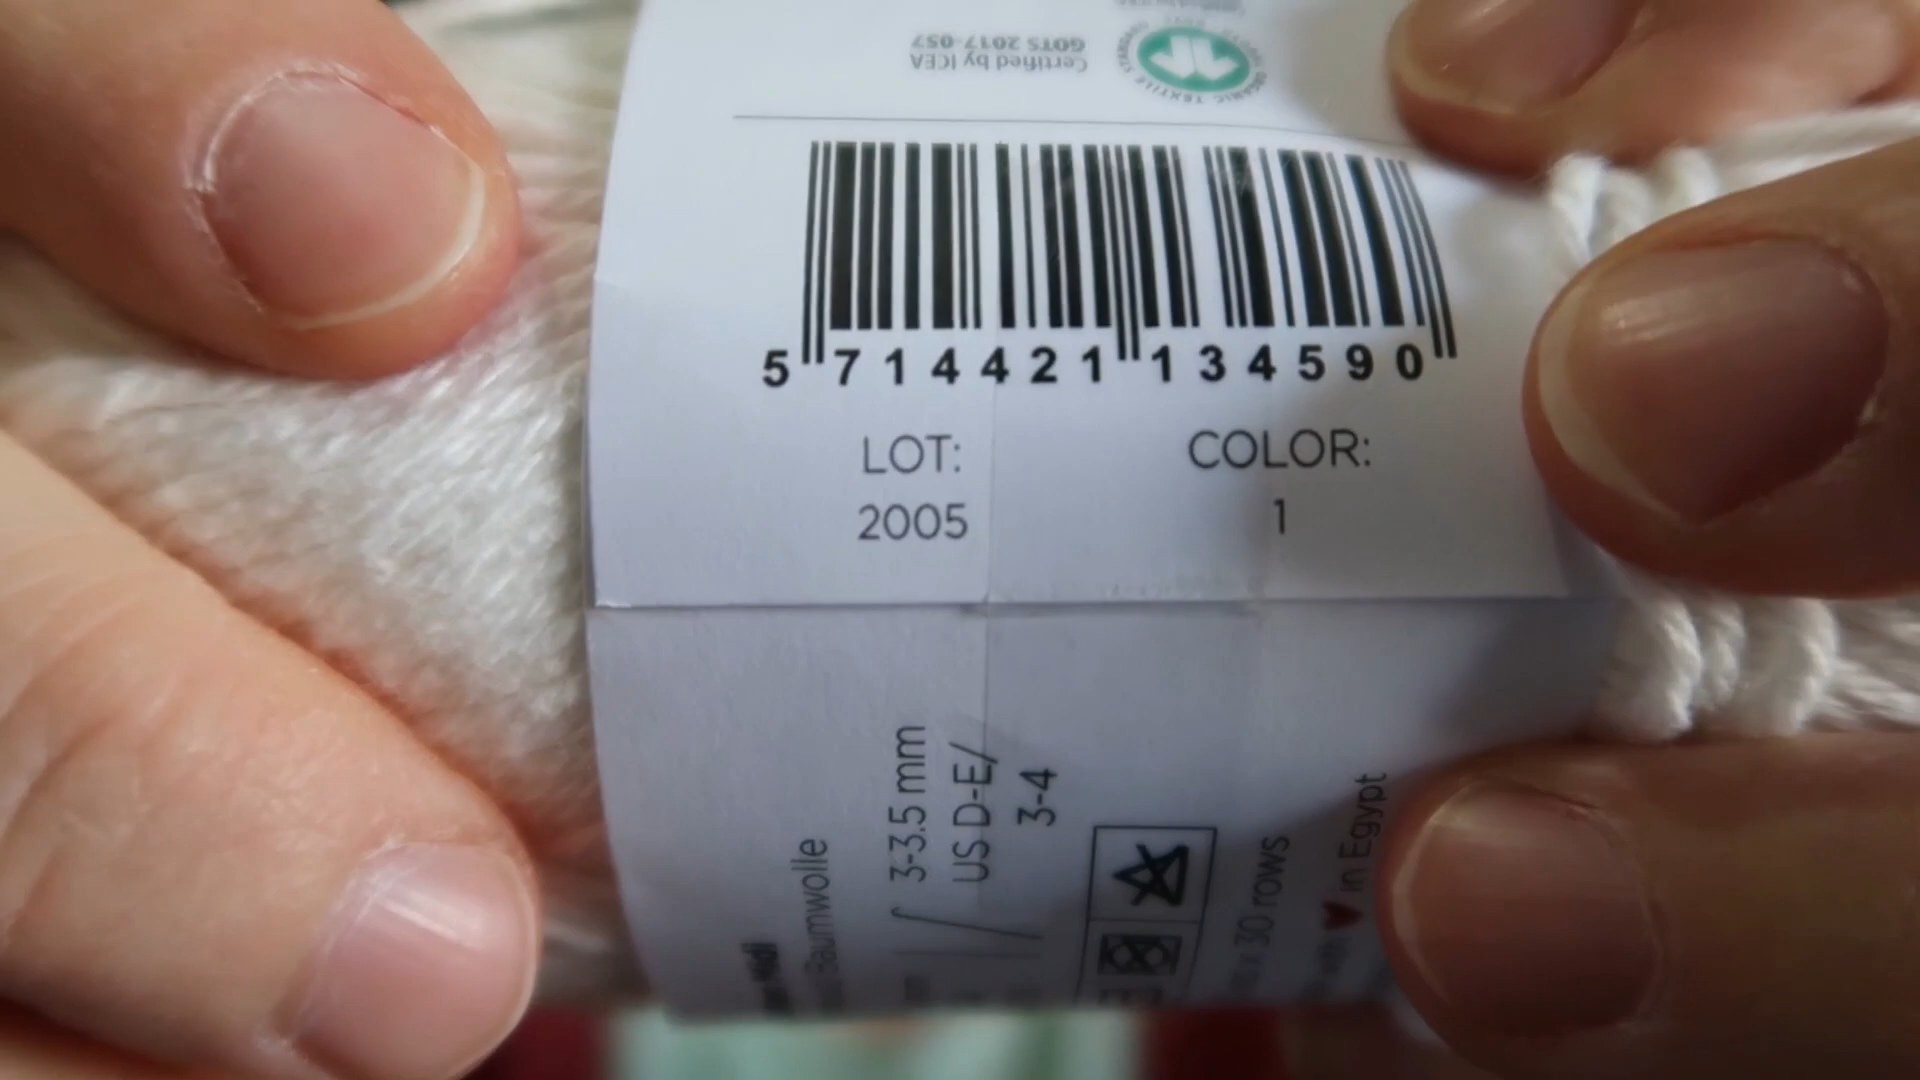 Certified by ICEA
GOTS 2017-057
5 714421 134590
LOT:
2005
COLOR:
1
Baumwolle
3-3.5 mm
US D-E/
3-4
x 30 rows
in Egypt